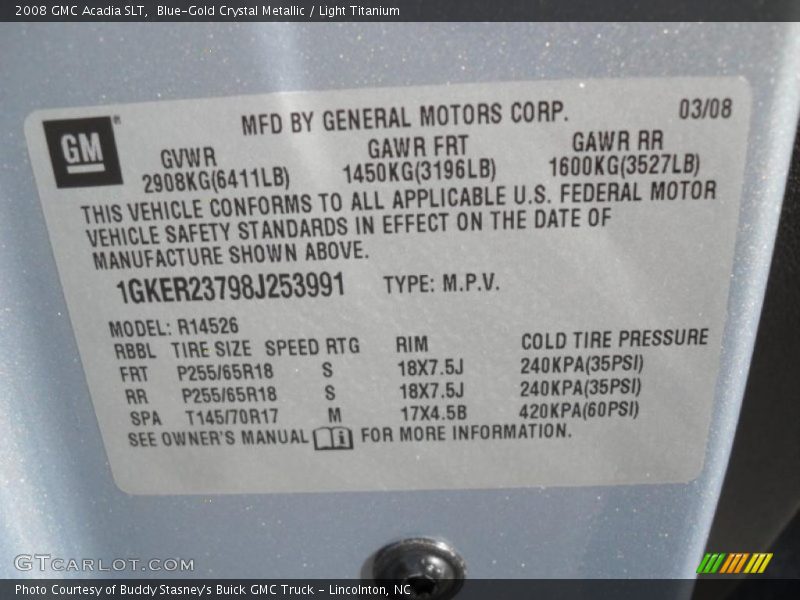 2008 GMC Acadia SLT, Blue-Gold Crystal Metallic / Light Titanium
GM®
MFD BY GENERAL MOTORS CORP. 03/08
GVWR GAWR FRT GAWR RR
2908KG(6411LB) 1450KG(3196LB) 1600KG(3527LB)
THIS VEHICLE CONFORMS TO ALL APPLICABLE U.S. FEDERAL MOTOR
VEHICLE SAFETY STANDARDS IN EFFECT ON THE DATE OF
MANUFACTURE SHOWN ABOVE.
1GKER23798J253991 TYPE: M.P.V.
MODEL: R14526
RBBL TIRE SIZE SPEED RTG RIM COLD TIRE PRESSURE
FRT P255/65R18 S 18X7.5J 240KPA(35PSI)
RR P255/65R18 S 18X7.5J 240KPA(35PSI)
SPA T145/70R17 M 17X4.5B 420KPA(60PSI)
SEE OWNER'S MANUAL i FOR MORE INFORMATION.
GTCARLOT.COM
Photo Courtesy of Buddy Stasney's Buick GMC Truck - Lincolnton, NC